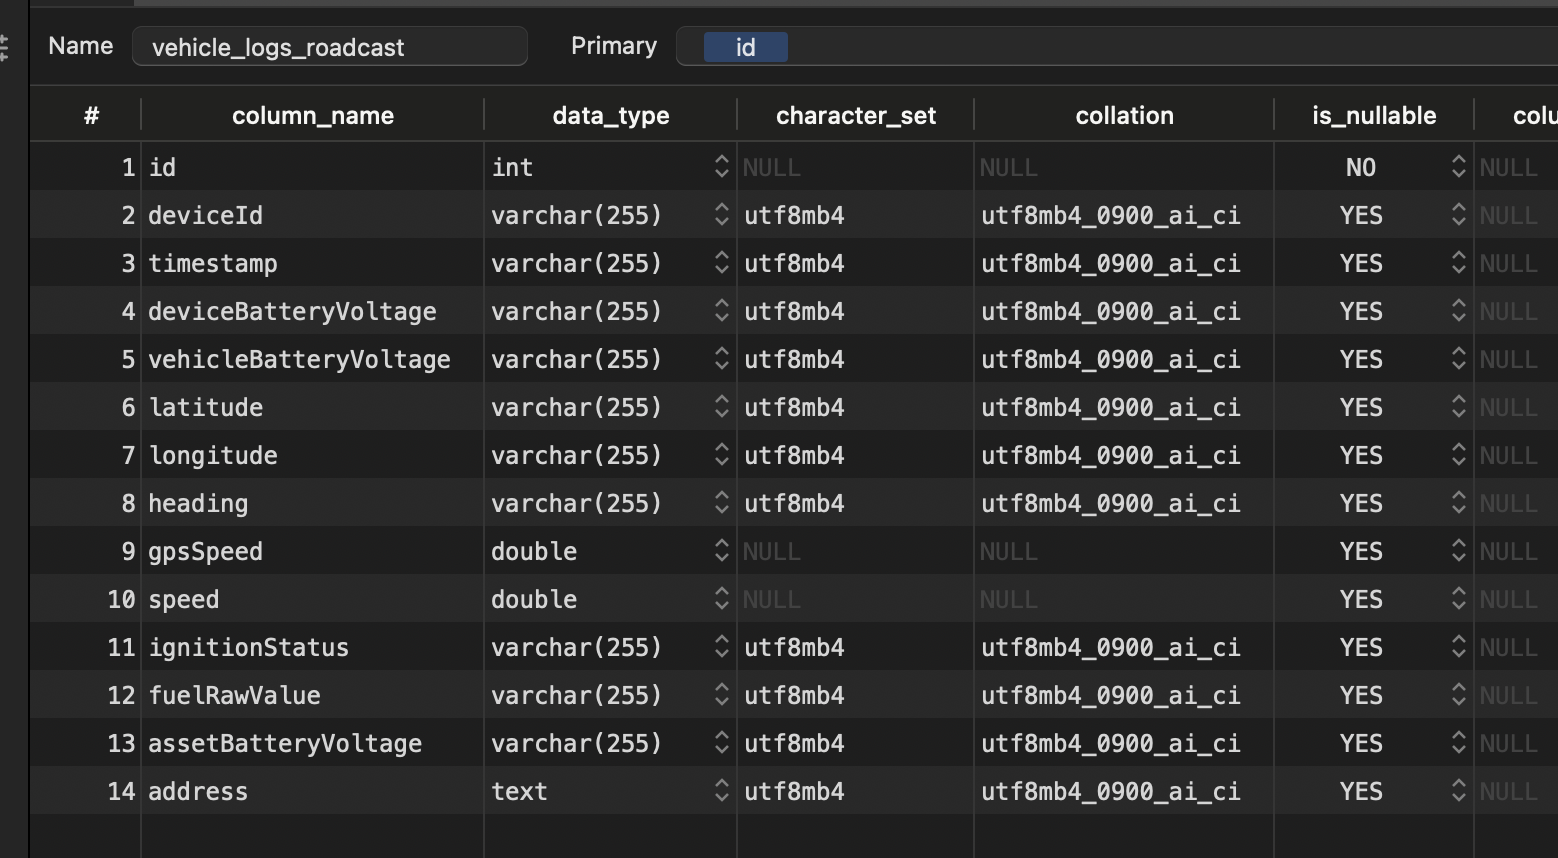 Name vehicle_logs_roadcast Primary id
# column_name data_type character_set collation is_nullable colu
1 id int NULL NULL NO NULL
2 deviceId varchar(255) utf8mb4 utf8mb4_0900_ai_ci YES NULL
3 timestamp varchar(255) utf8mb4 utf8mb4_0900_ai_ci YES NULL
4 deviceBatteryVoltage varchar(255) utf8mb4 utf8mb4_0900_ai_ci YES NULL
5 vehicleBatteryVoltage varchar(255) utf8mb4 utf8mb4_0900_ai_ci YES NULL
6 latitude varchar(255) utf8mb4 utf8mb4_0900_ai_ci YES NULL
7 longitude varchar(255) utf8mb4 utf8mb4_0900_ai_ci YES NULL
8 heading varchar(255) utf8mb4 utf8mb4_0900_ai_ci YES NULL
9 gpsSpeed double NULL NULL YES NULL
10 speed double NULL NULL YES NULL
11 ignitionStatus varchar(255) utf8mb4 utf8mb4_0900_ai_ci YES NULL
12 fuelRawValue varchar(255) utf8mb4 utf8mb4_0900_ai_ci YES NULL
13 assetBatteryVoltage varchar(255) utf8mb4 utf8mb4_0900_ai_ci YES NULL
14 address text utf8mb4 utf8mb4_0900_ai_ci YES NULL